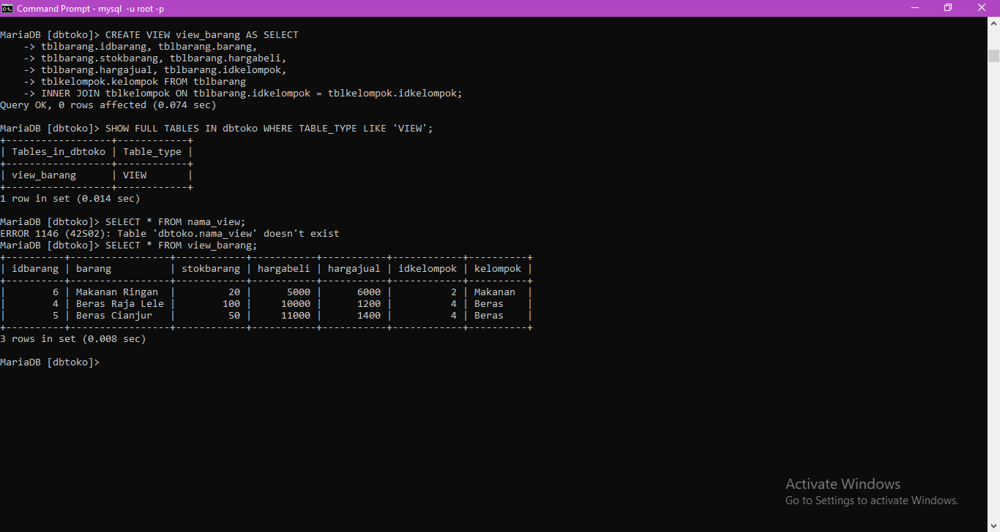 Command Prompt - mysql -u root -p
MariaDB [dbtoko]> CREATE VIEW view_barang AS SELECT
    -> tblbarang.idbarang, tblbarang.barang,
    -> tblbarang.stokbarang, tblbarang.hargabeli,
    -> tblbarang.hargajual, tblbarang.idkelompok,
    -> tblkelompok.kelompok FROM tblbarang
    -> INNER JOIN tblkelompok ON tblbarang.idkelompok = tblkelompok.idkelompok;
Query OK, 0 rows affected (0.074 sec)
MariaDB [dbtoko]> SHOW FULL TABLES IN dbtoko WHERE TABLE_TYPE LIKE 'VIEW';
+------------------+------------+
| Tables_in_dbtoko | Table_type |
+------------------+------------+
| view_barang      | VIEW       |
+------------------+------------+
1 row in set (0.014 sec)
MariaDB [dbtoko]> SELECT * FROM nama_view;
ERROR 1146 (42S02): Table 'dbtoko.nama_view' doesn't exist
MariaDB [dbtoko]> SELECT * FROM view_barang;
+----------+-----------------+------------+-----------+-----------+------------+----------+
| idbarang | barang          | stokbarang | hargabeli | hargajual | idkelompok | kelompok |
+----------+-----------------+------------+-----------+-----------+------------+----------+
|        6 | Makanan Ringan  |         20 |      5000 |      6000 |          2 | Makanan  |
|        4 | Beras Raja Lele |        100 |     10000 |      1200 |          4 | Beras    |
|        5 | Beras Cianjur   |         50 |     11000 |      1400 |          4 | Beras    |
+----------+-----------------+------------+-----------+-----------+------------+----------+
3 rows in set (0.008 sec)
MariaDB [dbtoko]>
Activate Windows
Go to Settings to activate Windows.